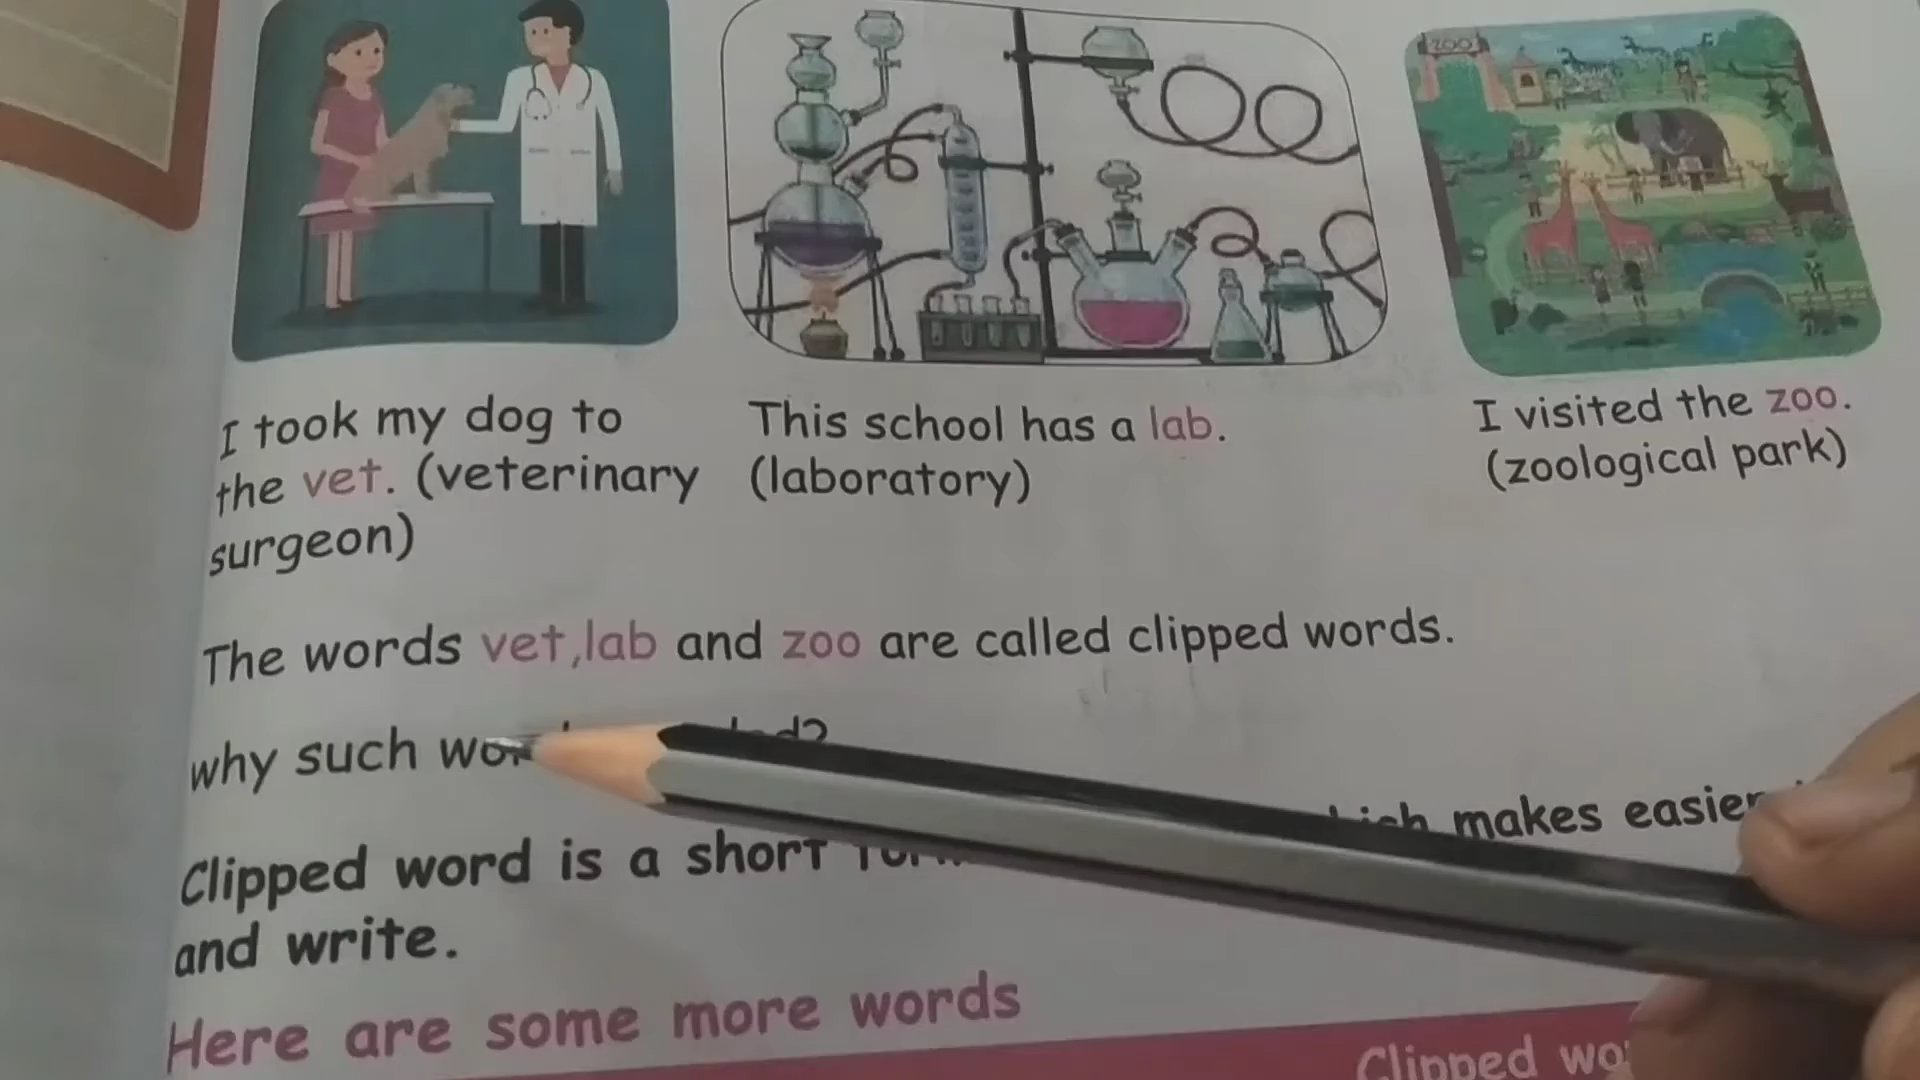 ZOO
I took my dog to
the vet. (veterinary
surgeon)
This school has a lab.
(laboratory)
I visited the zoo.
(zoological park)
The words vet,lab and zoo are called clipped words.
why such
Clipped word is a short makes easier
and write.
Here are some more words
Clipped